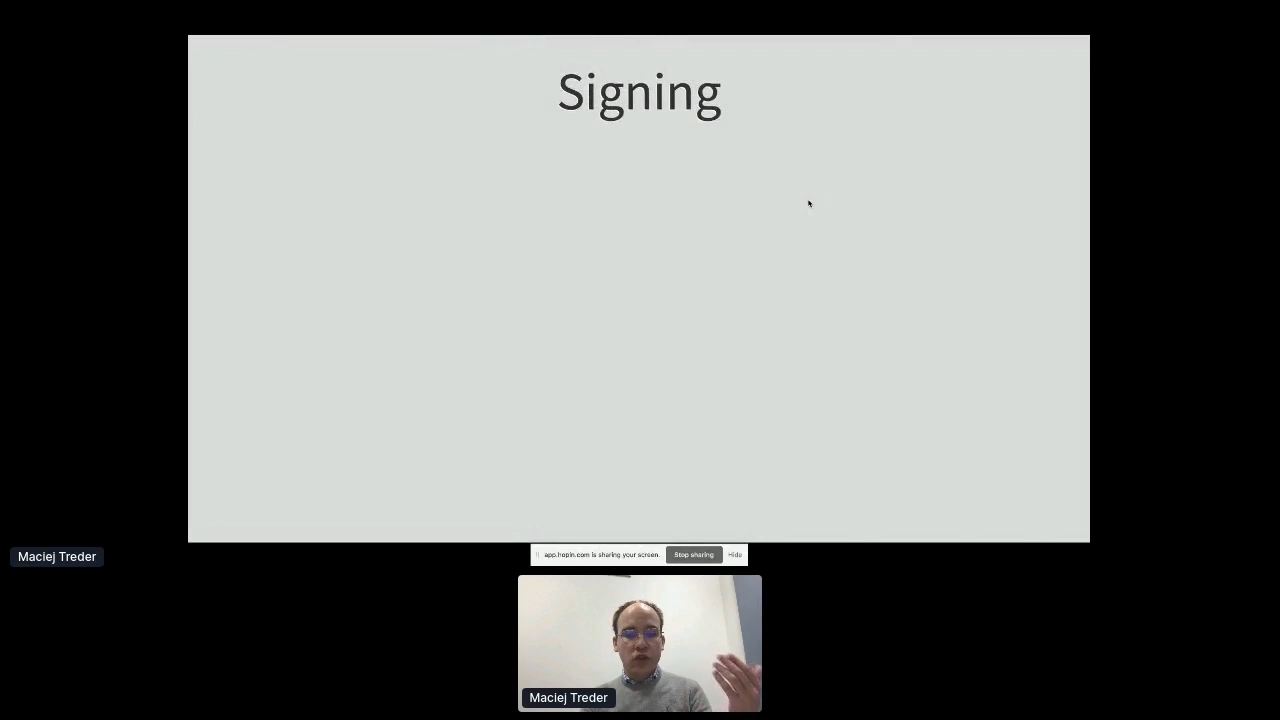 Signing
Maciej Treder
app.hopin.com is sharing your screen.
Stop sharing
Hide
Maciej Treder